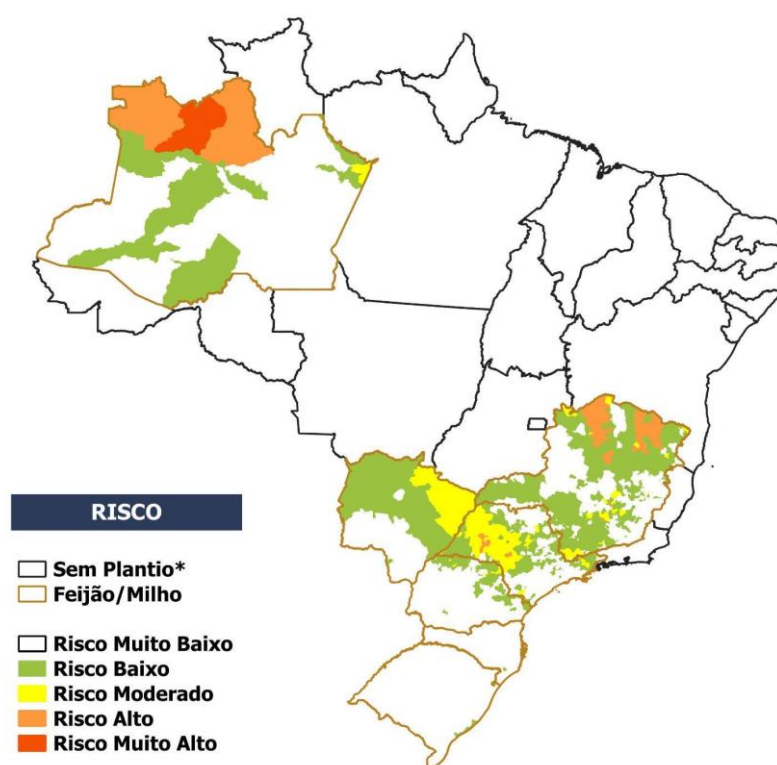 RISCO
Sem Plantio*
Feijão/Milho
Risco Muito Baixo
Risco Baixo
Risco Moderado
Risco Alto
Risco Muito Alto